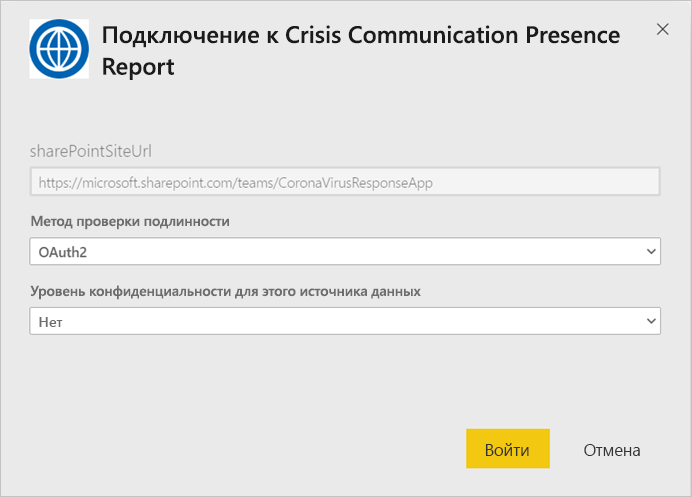 Подключение к Crisis Communication Presence
Report
sharePointSiteUrl
https://microsoft.sharepoint.com/teams/CoronaVirusResponseApp
Метод проверки подлинности
OAuth2
Уровень конфиденциальности для этого источника данных
Нет
Войти
Отмена